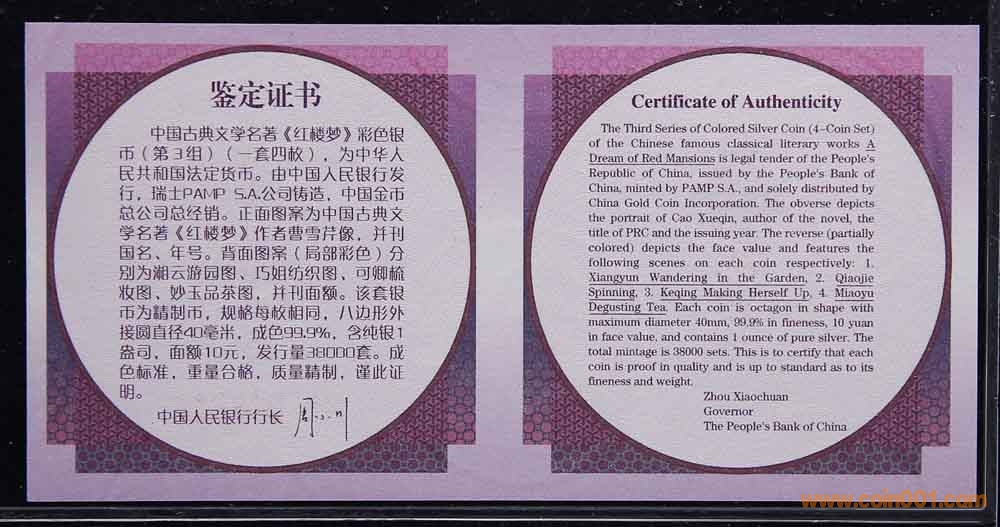 鉴定证书
中国古典文学名著《红楼梦》彩色银
币（第3组）（一套四枚），为中华人
民共和国法定货币。由中国人民银行发
行，瑞士PAMP S.A.公司铸造，中国金币
总公司总经销。正面图案为中国古典文
学名著《红楼梦》作者曹雪芹像，并刊
国名、年号。背面图案（局部彩色）分
别为湘云游园图、巧姐纺织图、可卿梳
妆图、妙玉品茶图，并刊面额。该套银
币为精制币，规格每枚相同，八边形外
接圆直径40毫米，成色99.9%，含纯银1
盎司，面额10元，发行量38000套。成
色标准，重量合格，质量精制，谨此证
明。
中国人民银行行长
Certificate of Authenticity
The Third Series of Colored Silver Coin (4-Coin Set)
of the Chinese famous classical literary works A
Dream of Red Mansions is legal tender of the People's
Republic of China, issued by the People's Bank of
China, minted by PAMP S.A., and solely distributed by
China Gold Coin Incorporation. The obverse depicts
the portrait of Cao Xueqin, author of the novel, the
title of PRC and the issuing year. The reverse (partially
colored) depicts the face value and features the
following scenes on each coin respectively: 1.
Xiangyun Wandering in the Garden, 2. Qiaojie
Spinning, 3. Keqing Making Herself Up, 4. Miaoyu
Degusting Tea. Each coin is octagon in shape with
maximum diameter 40mm, 99.9% in fineness, 10 yuan
in face value, and contains 1 ounce of pure silver. The
total mintage is 38000 sets. This is to certify that each
coin is proof in quality and is up to standard as to its
fineness and weight.
Zhou Xiaochuan
Governor
The People's Bank of China
www.coin001.com